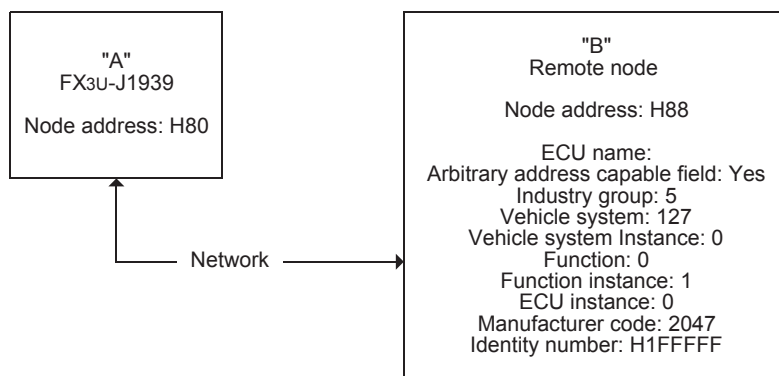 "A"
FX3U-J1939
Node address: H80
"B"
Remote node
Node address: H88
ECU name:
Arbitrary address capable field: Yes
Industry group: 5
Vehicle system: 127
Vehicle system Instance: 0
Function: 0
Function instance: 1
ECU instance: 0
Manufacturer code: 2047
Identity number: H1FFFFF
Network